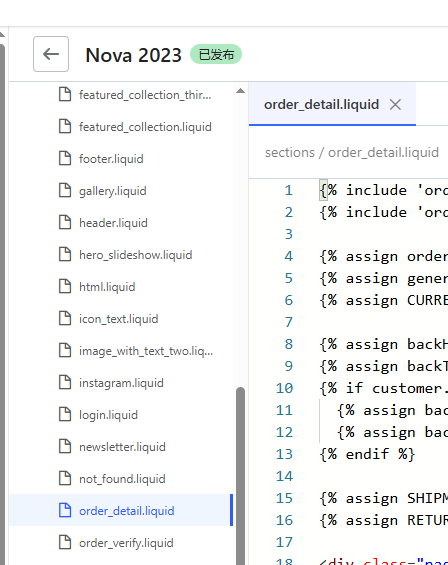 Nova 2023 已发布
featured_collection_thir...
featured_collection.liquid
footer.liquid
gallery.liquid
header.liquid
hero_slideshow.liquid
html.liquid
icon_text.liquid
image_with_text_two.liq...
instagram.liquid
login.liquid
newsletter.liquid
not_found.liquid
order_detail.liquid
order_verify.liquid
order_detail.liquid
sections / order_detail.liquid
1 {% include 'ord
2 {% include 'ord
3
4 {% assign order
5 {% assign gener
6 {% assign CURRE
7
8 {% assign backH
9 {% assign backT
10 {% if customer.
11 {% assign bac
12 {% assign bac
13 {% endif %}
14
15 {% assign SHIPM
16 {% assign RETUR
17
18 <div class="pag